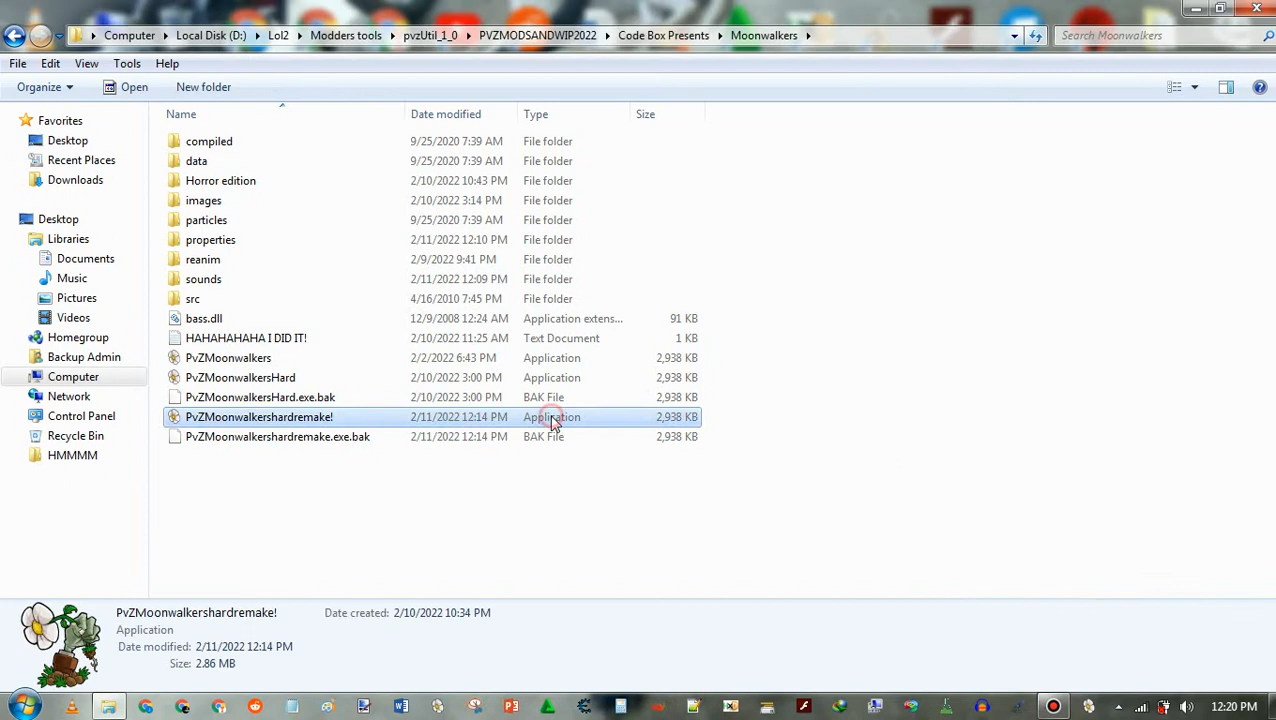 Computer Local Disk (D:) Lol2 Modders tools pvzUtil_1_0 PVZMODSANDWIP2022 Code Box Presents Moonwalkers Search Moonwalkers
File Edit View Tools Help
Organize Open New folder
Name Date modified Type Size
Favorites
Desktop
Recent Places
Downloads
Desktop
Libraries
Documents
Music
Pictures
Videos
Homegroup
Backup Admin
Computer
Network
Control Panel
Recycle Bin
HMMMM
compiled 9/25/2020 7:39 AM File folder
data 9/25/2020 7:39 AM File folder
Horror edition 2/10/2022 10:43 PM File folder
images 2/10/2022 3:14 PM File folder
particles 9/25/2020 7:39 AM File folder
properties 2/11/2022 12:10 PM File folder
reanim 2/9/2022 9:41 PM File folder
sounds 2/11/2022 12:09 PM File folder
src 4/16/2010 7:45 PM File folder
bass.dll 12/9/2008 12:24 AM Application extens... 91 KB
HAHAHAHAHA I DID IT! 2/10/2022 11:25 AM Text Document 1 KB
PvZMoonwalkers 2/2/2022 6:43 PM Application 2,938 KB
PvZMoonwalkersHard 2/10/2022 3:00 PM Application 2,938 KB
PvZMoonwalkersHard.exe.bak 2/10/2022 3:00 PM BAK File 2,938 KB
PvZMoonwalkershardremake! 2/11/2022 12:14 PM Application 2,938 KB
PvZMoonwalkershardremake.exe.bak 2/11/2022 12:14 PM BAK File 2,938 KB
PvZMoonwalkershardremake! Date created: 2/10/2022 10:34 PM
Application
Date modified: 2/11/2022 12:14 PM
Size: 2.86 MB
12:20 PM